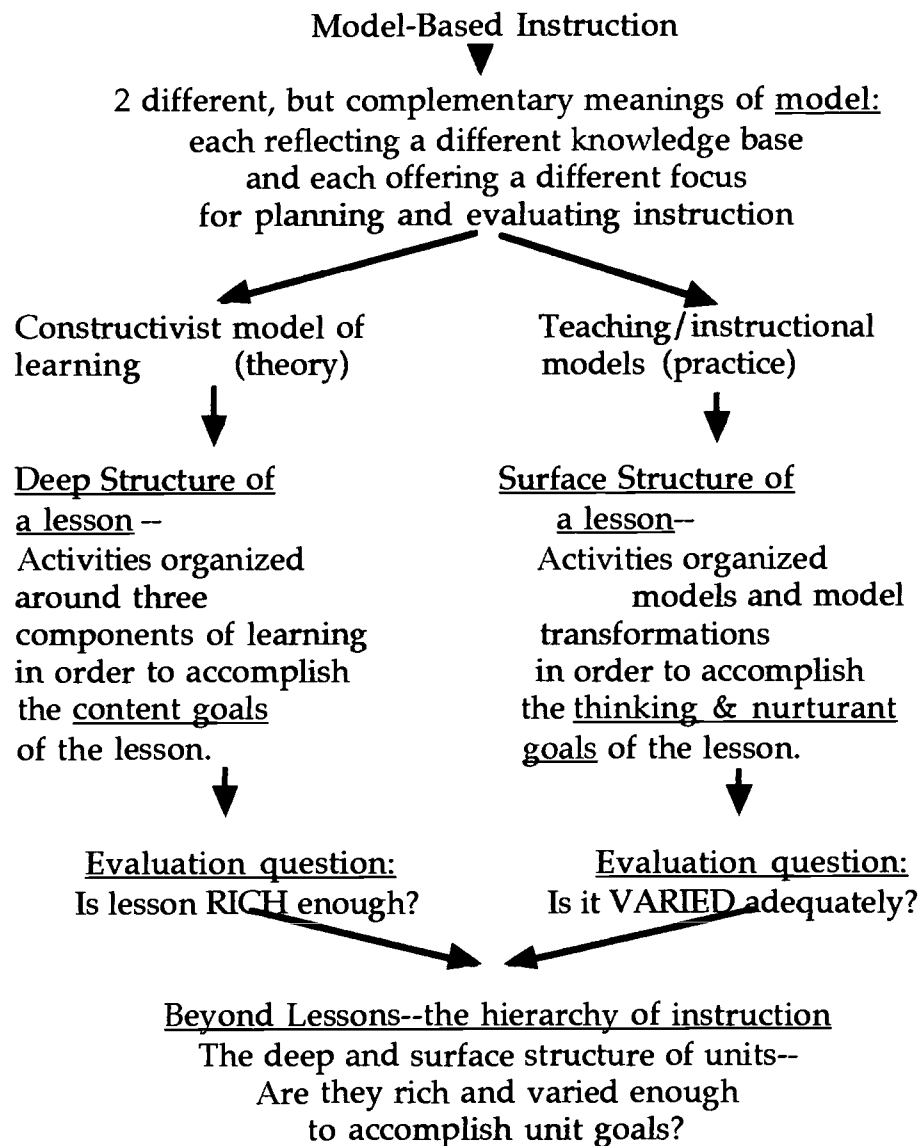 Model-Based Instruction
2 different, but complementary meanings of model:
each reflecting a different knowledge base
and each offering a different focus
for planning and evaluating instruction
Constructivist model of
learning (theory)
Deep Structure of
a lesson --
Activities organized
around three
components of learning
in order to accomplish
the content goals
of the lesson.
Evaluation question:
Is lesson RICH enough?
Teaching/instructional
models (practice)
Surface Structure of
a lesson--
Activities organized
models and model
transformations
in order to accomplish
the thinking & nurturant
goals of the lesson.
Evaluation question:
Is it VARIED adequately?
Beyond Lessons--the hierarchy of instruction
The deep and surface structure of units--
Are they rich and varied enough
to accomplish unit goals?